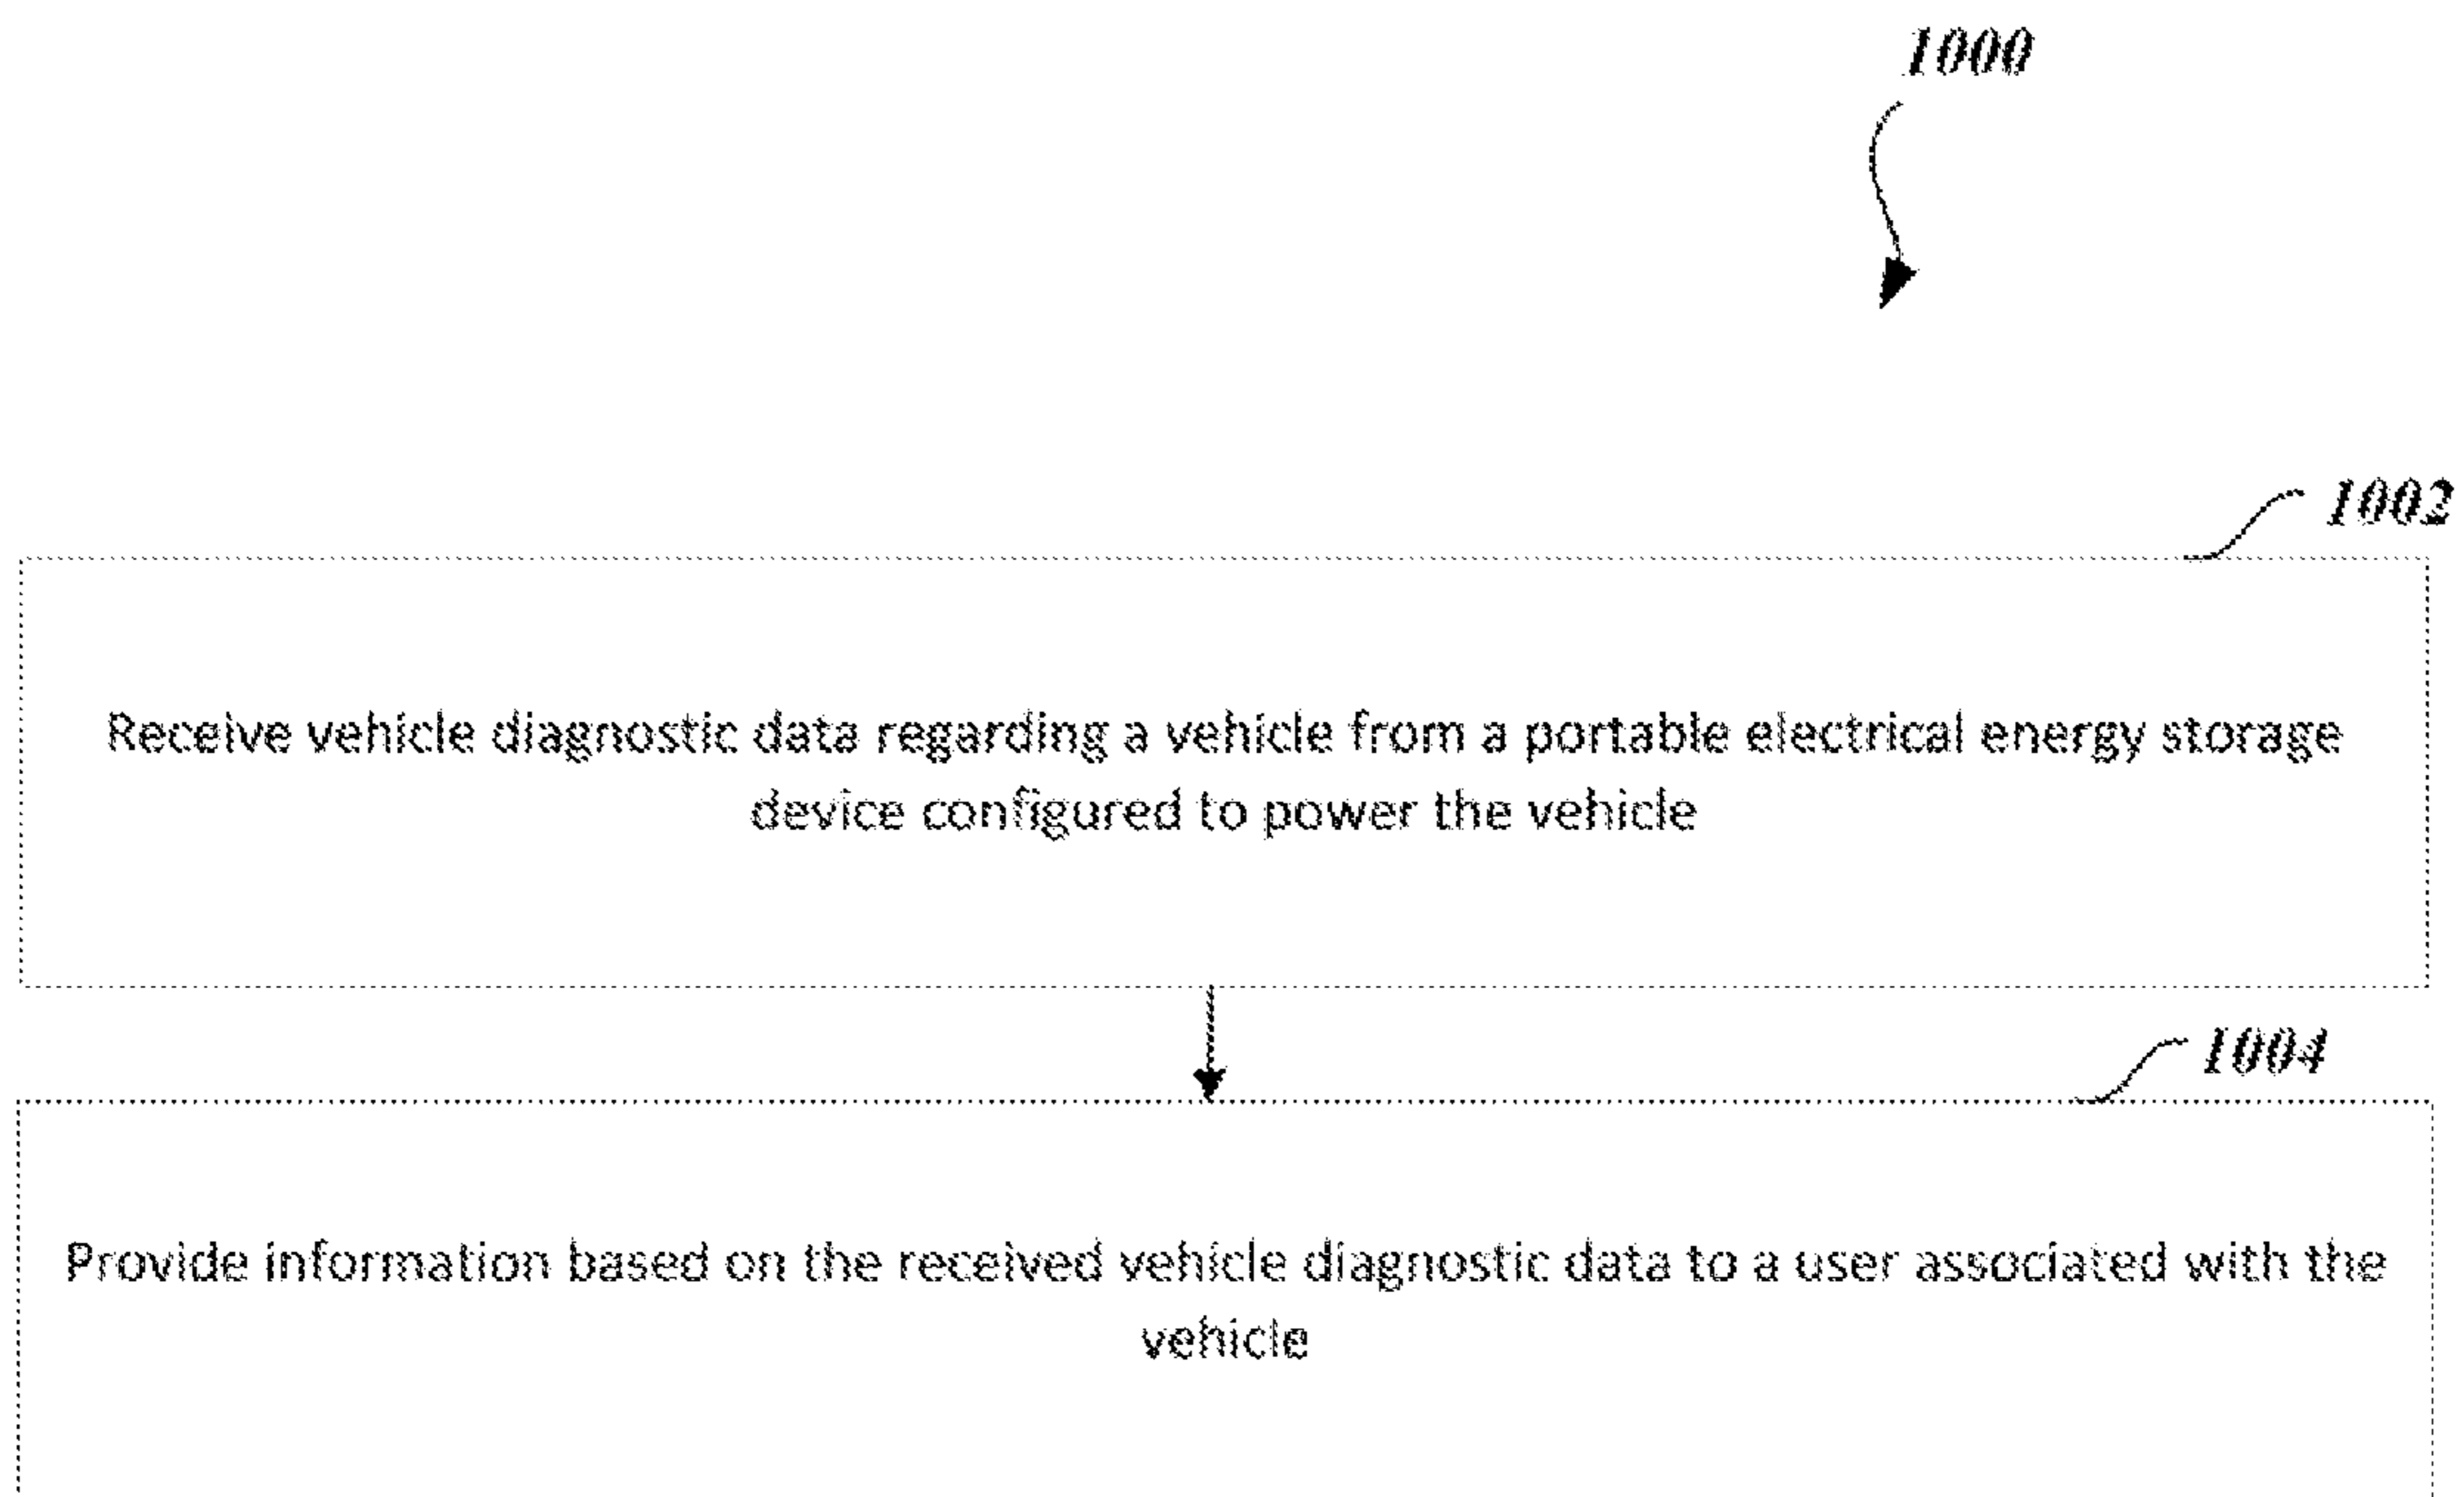 1000
1002
Receive vehicle diagnostic data regarding a vehicle from a portable electrical energy storage
device configured to power the vehicle
1004
Provide information based on the received vehicle diagnostic data to a user associated with the
vehicle